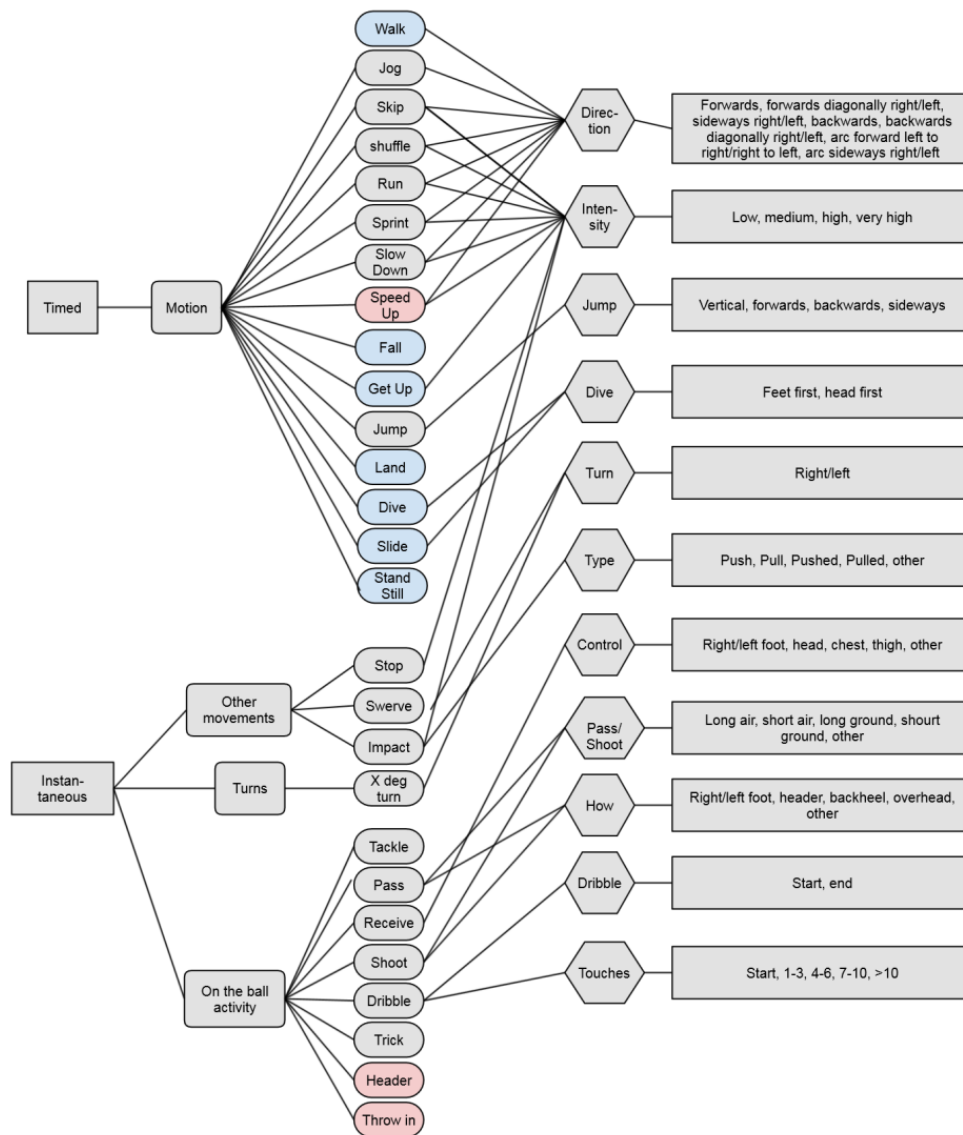 Walk
Jog
Skip
shuffle
Run
Sprint
Slow
Down
Speed
Up
Fall
Get Up
Jump
Land
Dive
Slide
Stand
Still
Timed
Motion
Direc-
tion
Forwards, forwards diagonally right/left,
sideways right/left, backwards, backwards
diagonally right/left, arc forward left to
right/right to left, arc sideways right/left
Inten-
sity
Low, medium, high, very high
Jump
Vertical, forwards, backwards, sideways
Dive
Feet first, head first
Turn
Right/left
Type
Push, Pull, Pushed, Pulled, other
Control
Right/left foot, head, chest, thigh, other
Pass/
Shoot
Long air, short air, long ground, shourt
ground, other
How
Right/left foot, header, backheel, overhead,
other
Dribble
Start, end
Touches
Start, 1-3, 4-6, 7-10, >10
Instan-
taneous
Other
movements
Turns
On the ball
activity
Stop
Swerve
Impact
X deg
turn
Tackle
Pass
Receive
Shoot
Dribble
Trick
Header
Throw in